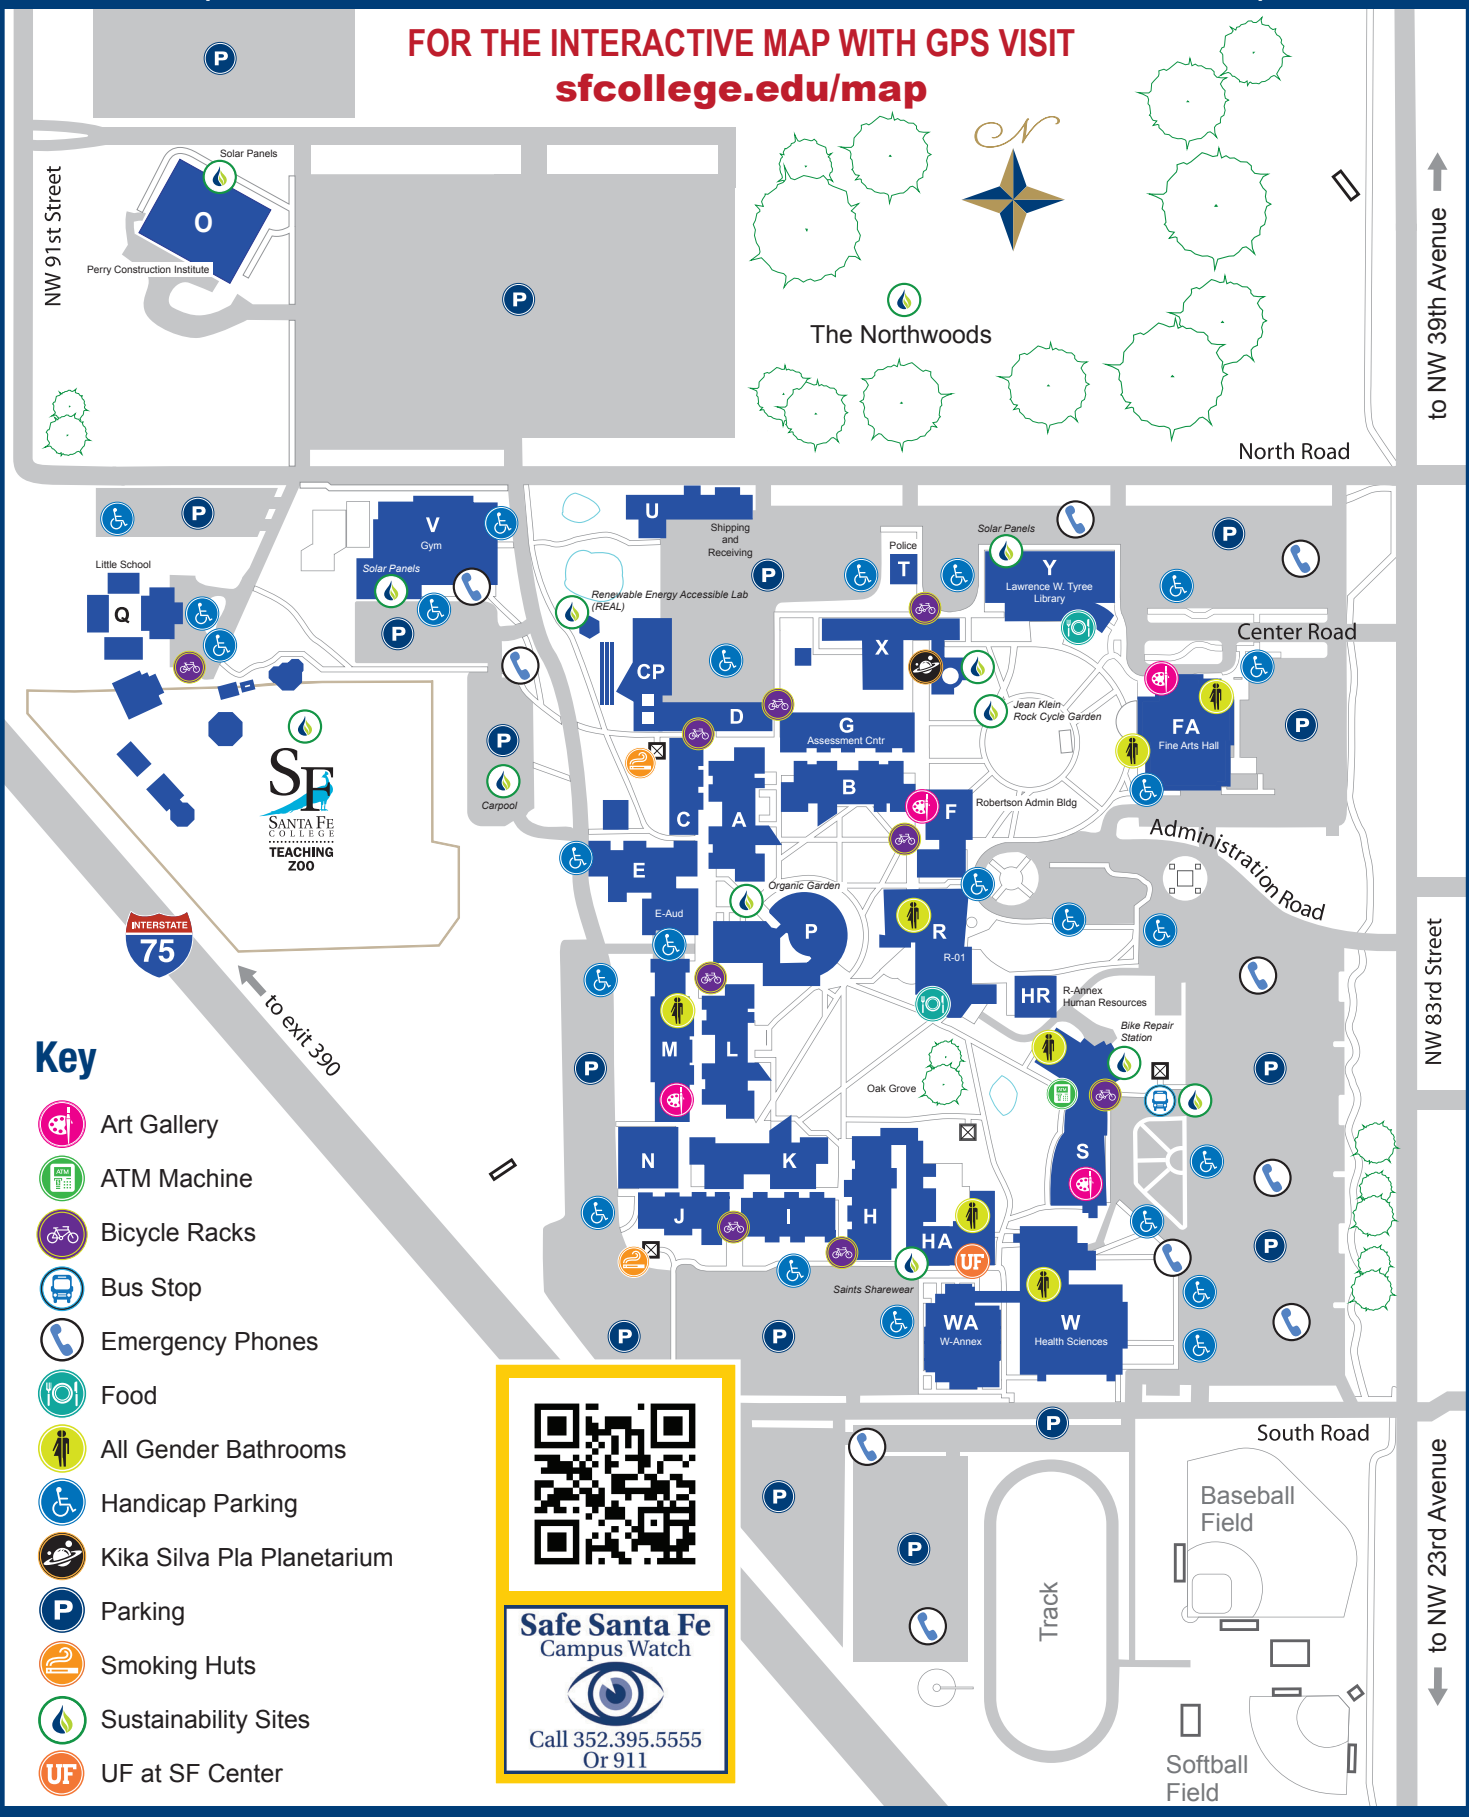 FOR THE INTERACTIVE MAP WITH GPS VISIT
sfcollege.edu/map
N
P
Solar Panels
O
Perry Construction Institute
NW 91st Street
P
The Northwoods
to NW 39th Avenue
North Road
P
V
Gym
Solar Panels
P
U
Shipping
and
Receiving
P
Police
T
Solar Panels
Y
Lawrence W. Tyree
Library
P
Little School
Q
Renewable Energy Accessible Lab
(REAL)
CP
X
Center Road
Jean Klein
Rock Cycle Garden
FA
Fine Arts Hall
P
D
G
Assessment Cntr
P
Carpool
SF
SANTA FE
COLLEGE
TEACHING
ZOO
C
A
B
F
Robertson Admin Bldg
Administration Road
E
E-Aud
Organic Garden
P
R
R-01
HR
R-Annex
Human Resources
INTERSTATE
75
to exit 390
NW 83rd Street
Bike Repair
Station
M
L
P
Oak Grove
ATM
P
S
N
K
J
I
H
HA
UF
P
Saints Sharewear
WA
W-Annex
W
Health Sciences
P
P
P
South Road
P
P
Track
Baseball
Field
Softball
Field
to NW 23rd Avenue
Key
Art Gallery
ATM
ATM Machine
Bicycle Racks
Bus Stop
Emergency Phones
Food
All Gender Bathrooms
Handicap Parking
Kika Silva Pla Planetarium
P
Parking
Smoking Huts
Sustainability Sites
UF
UF at SF Center
Safe Santa Fe
Campus Watch
Call 352.395.5555
Or 911